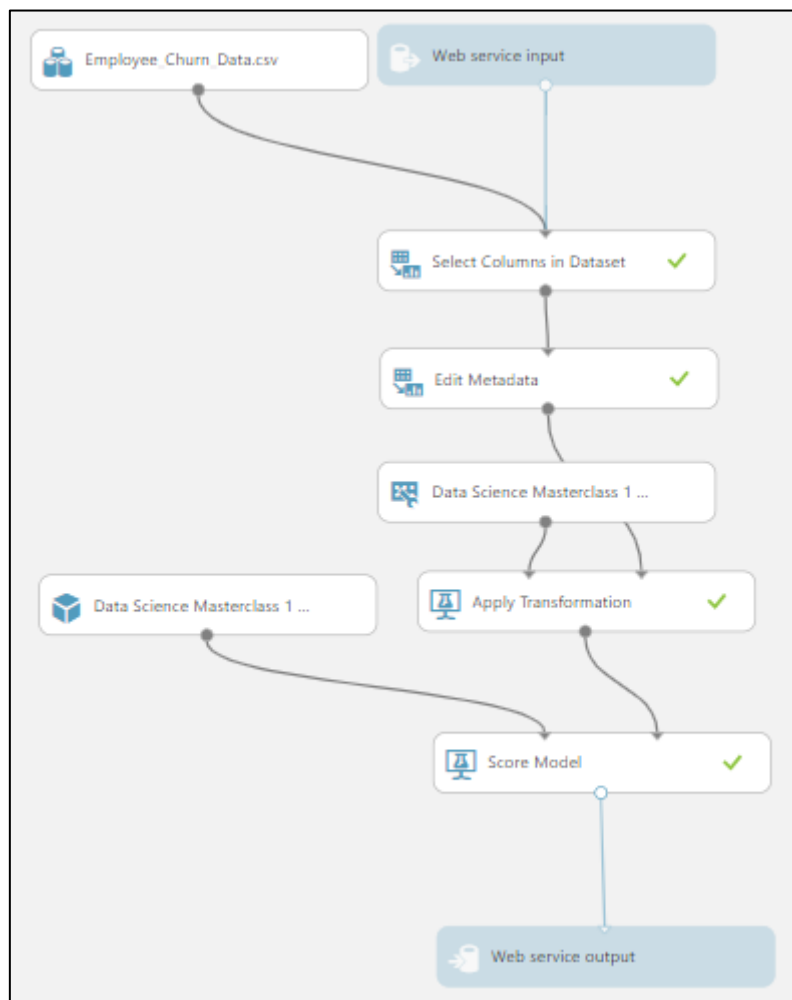 Employee_Churn_Data.csv
Web service input
Select Columns in Dataset
Edit Metadata
Data Science Masterclass 1 ...
Data Science Masterclass 1 ...
Apply Transformation
Score Model
Web service output